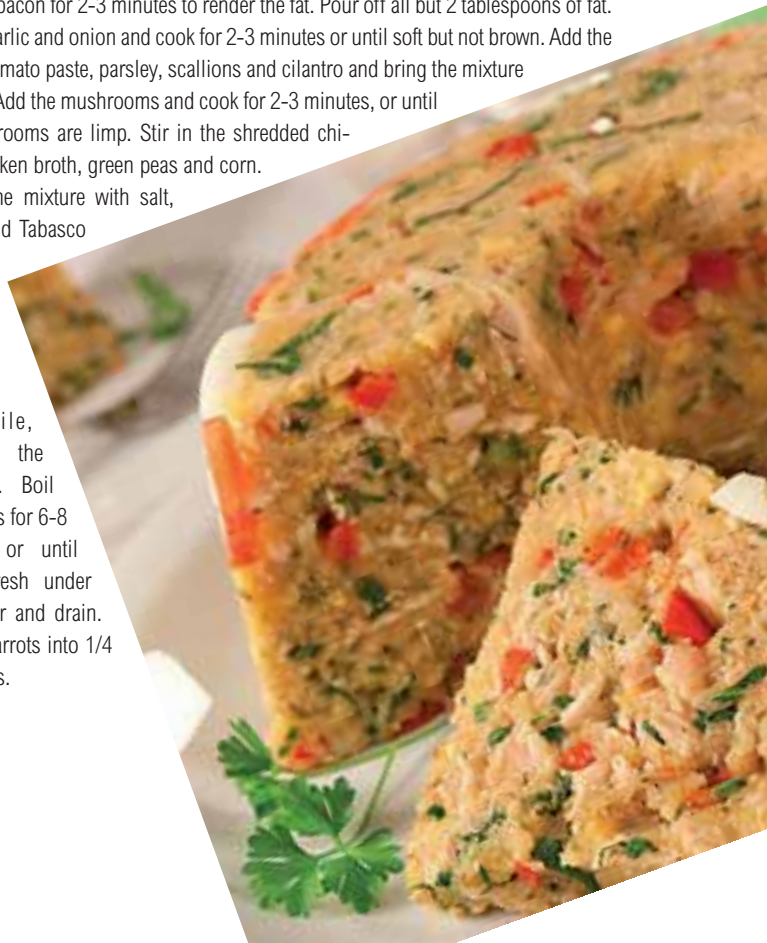 bacon for 2-3 minutes to render the fat. Pour off all but 2 tablespoons of fat.
arlic and onion and cook for 2-3 minutes or until soft but not brown. Add the
mato paste, parsley, scallions and cilantro and bring the mixture
Add the mushrooms and cook for 2-3 minutes, or until
rooms are limp. Stir in the shredded chi-
ken broth, green peas and corn.
ne mixture with salt,
d Tabasco
ile,
the
. Boil
s for 6-8
or until
esh under
r and drain.
arrots into 1/4
s.